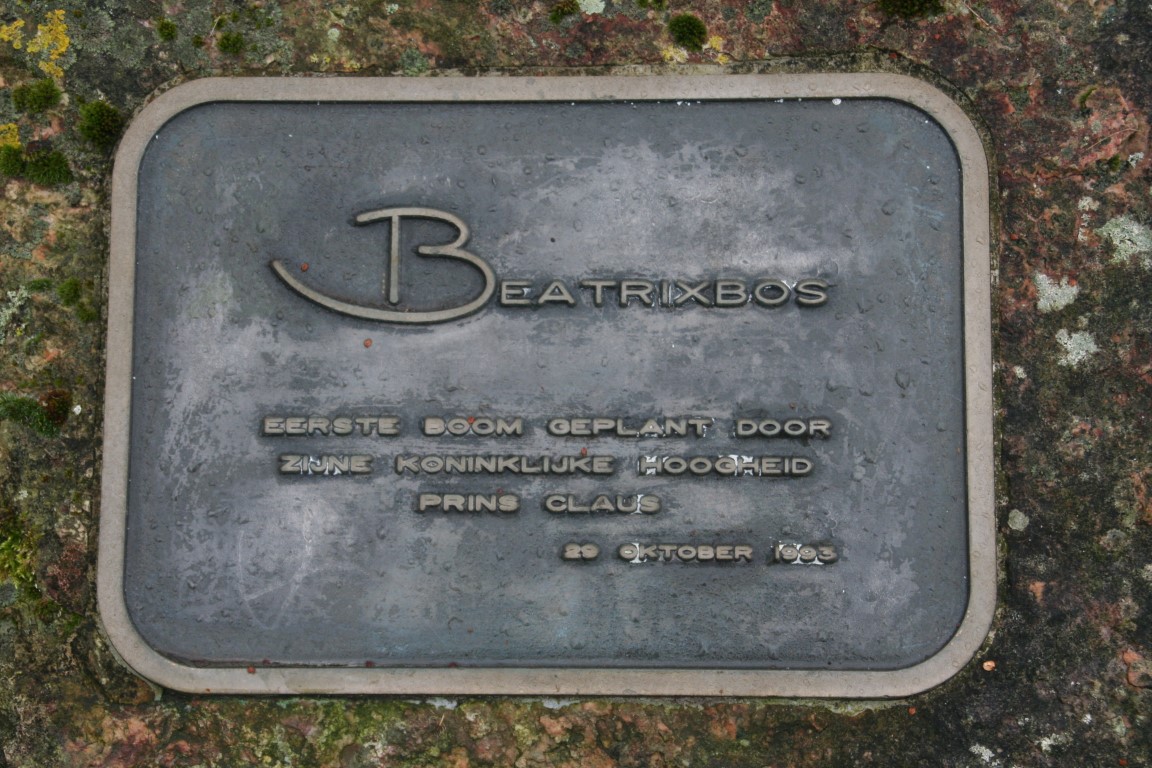 BEATRIXBOS
EERSTE BOOM GEPLANT DOOR
ZIJNE KONINKLIJKE HOOGHEID
PRINS CLAUS
29 OKTOBER 1993